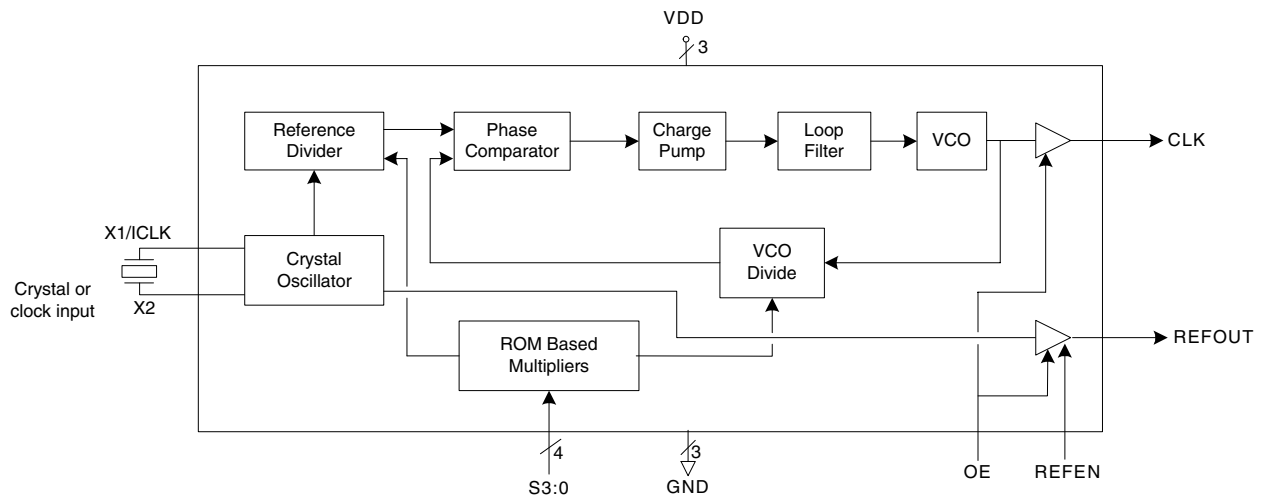 VDD
3
Reference
Divider
Phase
Comparator
Charge
Pump
Loop
Filter
VCO
CLK
X1/ICLK
Crystal
Oscillator
VCO
Divide
Crystal or
clock input
X2
ROM Based
Multipliers
REFOUT
4
3
S3:0
GND
OE
REFEN